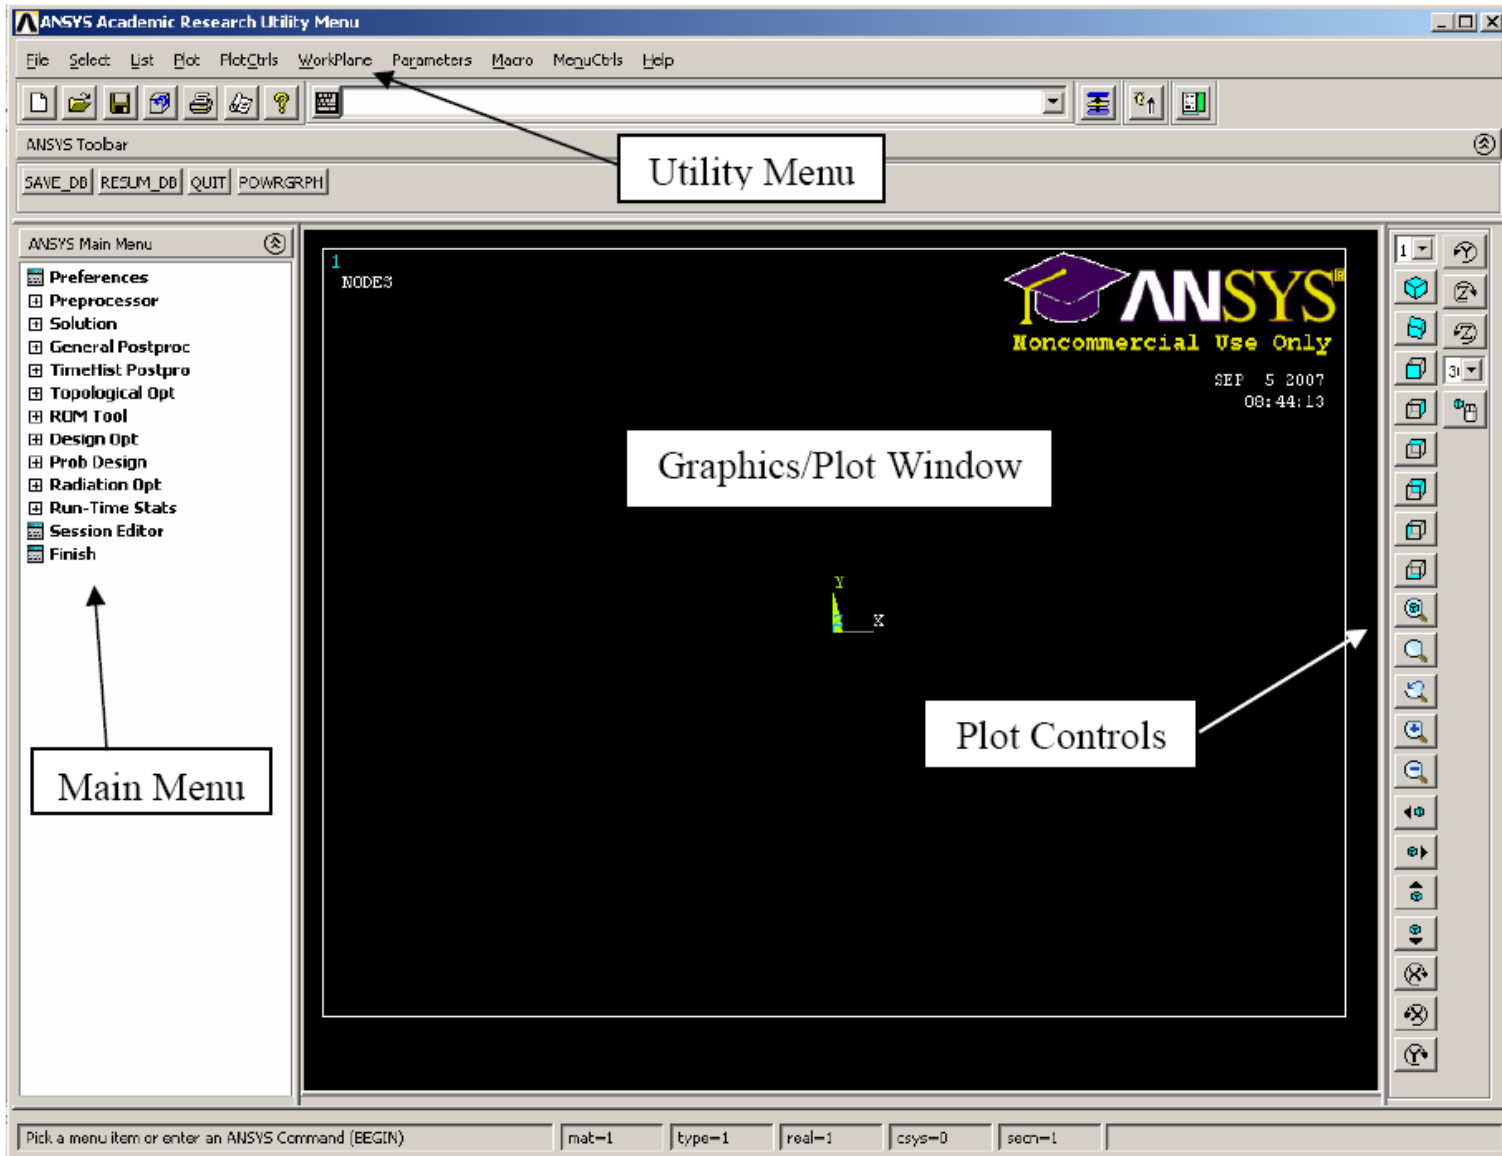 ANSYS Academic Research Utility Menu
File Select List Plot PlotCtrls WorkPlane Parameters Macro MenuCtrls Help
ANSYS Toolbar
Utility Menu
SAVE_DB RESUM_DB QUIT POWRGRPH
ANSYS Main Menu
Preferences
Preprocessor
Solution
General Postproc
TimeHist Postpro
Topological Opt
ROM Tool
Design Opt
Prob Design
Radiation Opt
Run-Time Stats
Session Editor
Finish
Main Menu
1
NODES
ANSYS®
Noncommercial Use Only
SEP 5 2007
08:44:13
Graphics/Plot Window
Y
X
Plot Controls
1
Pick a menu item or enter an ANSYS Command (BEGIN) mat=1 type=1 real=1 csys=0 secn=1